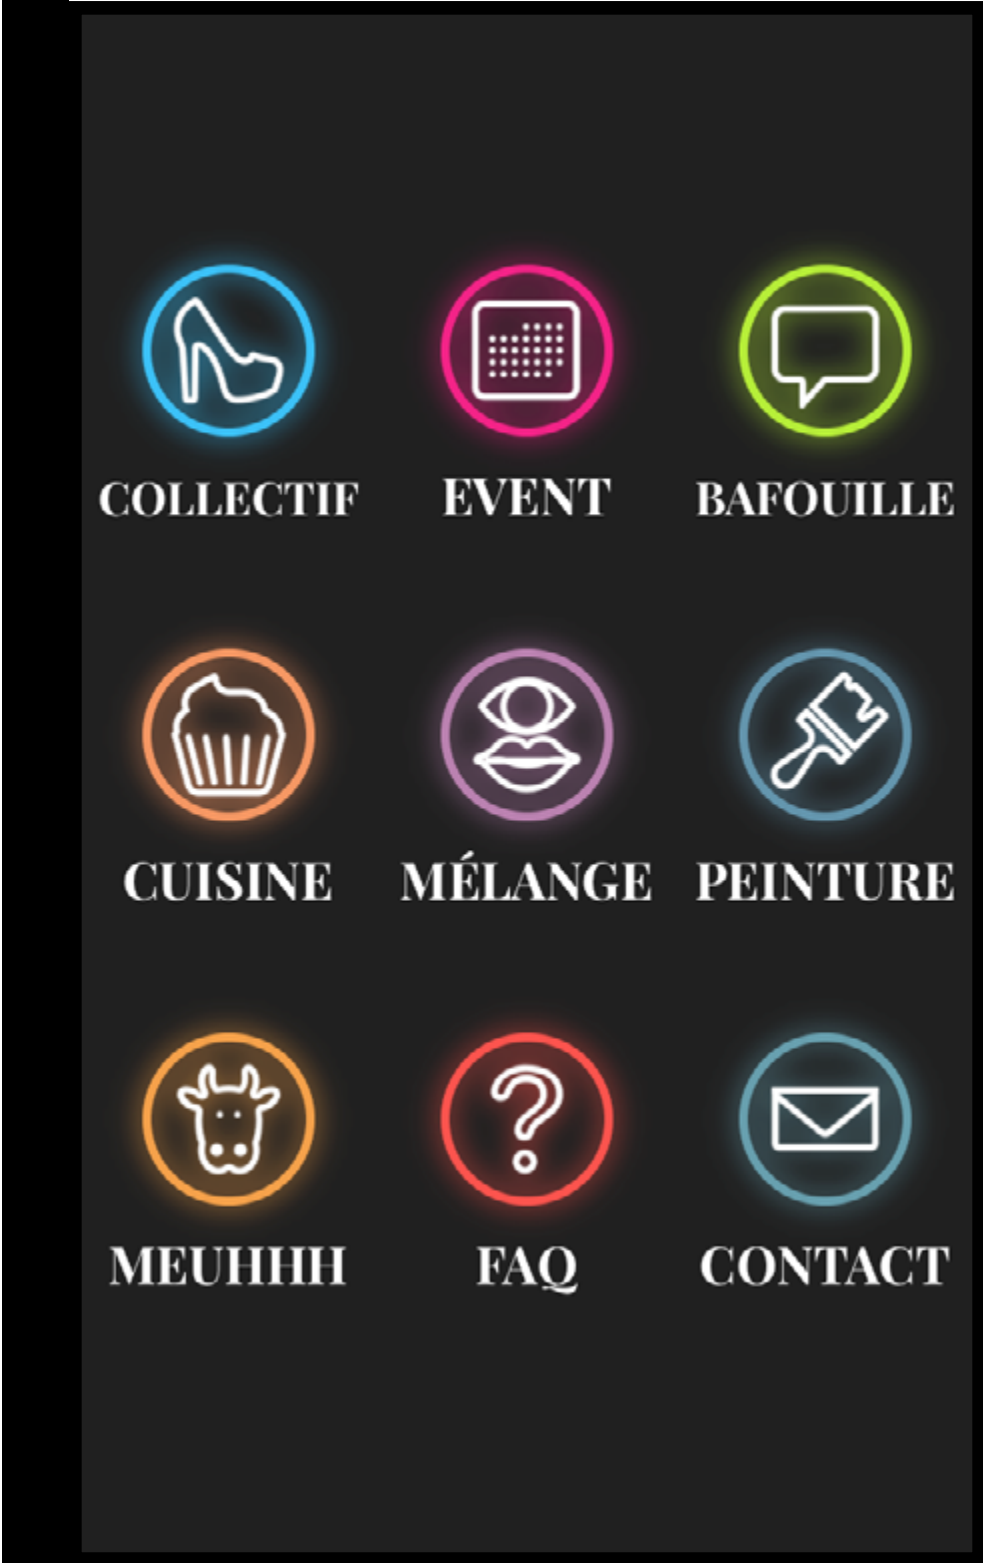 COLLECTIF
EVENT
BAFOUILLE
CUISINE
MÉLANGE
PEINTURE
MEUHHH
FAQ
CONTACT